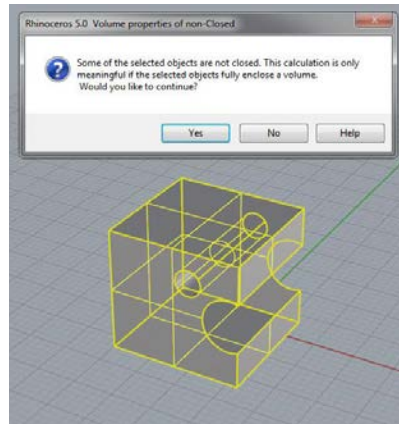 Rhinoceros 5.0 Volume properties of non-Closed
Some of the selected objects are not closed. This calculation is only
meaningful if the selected objects fully enclose a volume.
Would you like to continue?
Yes
No
Help